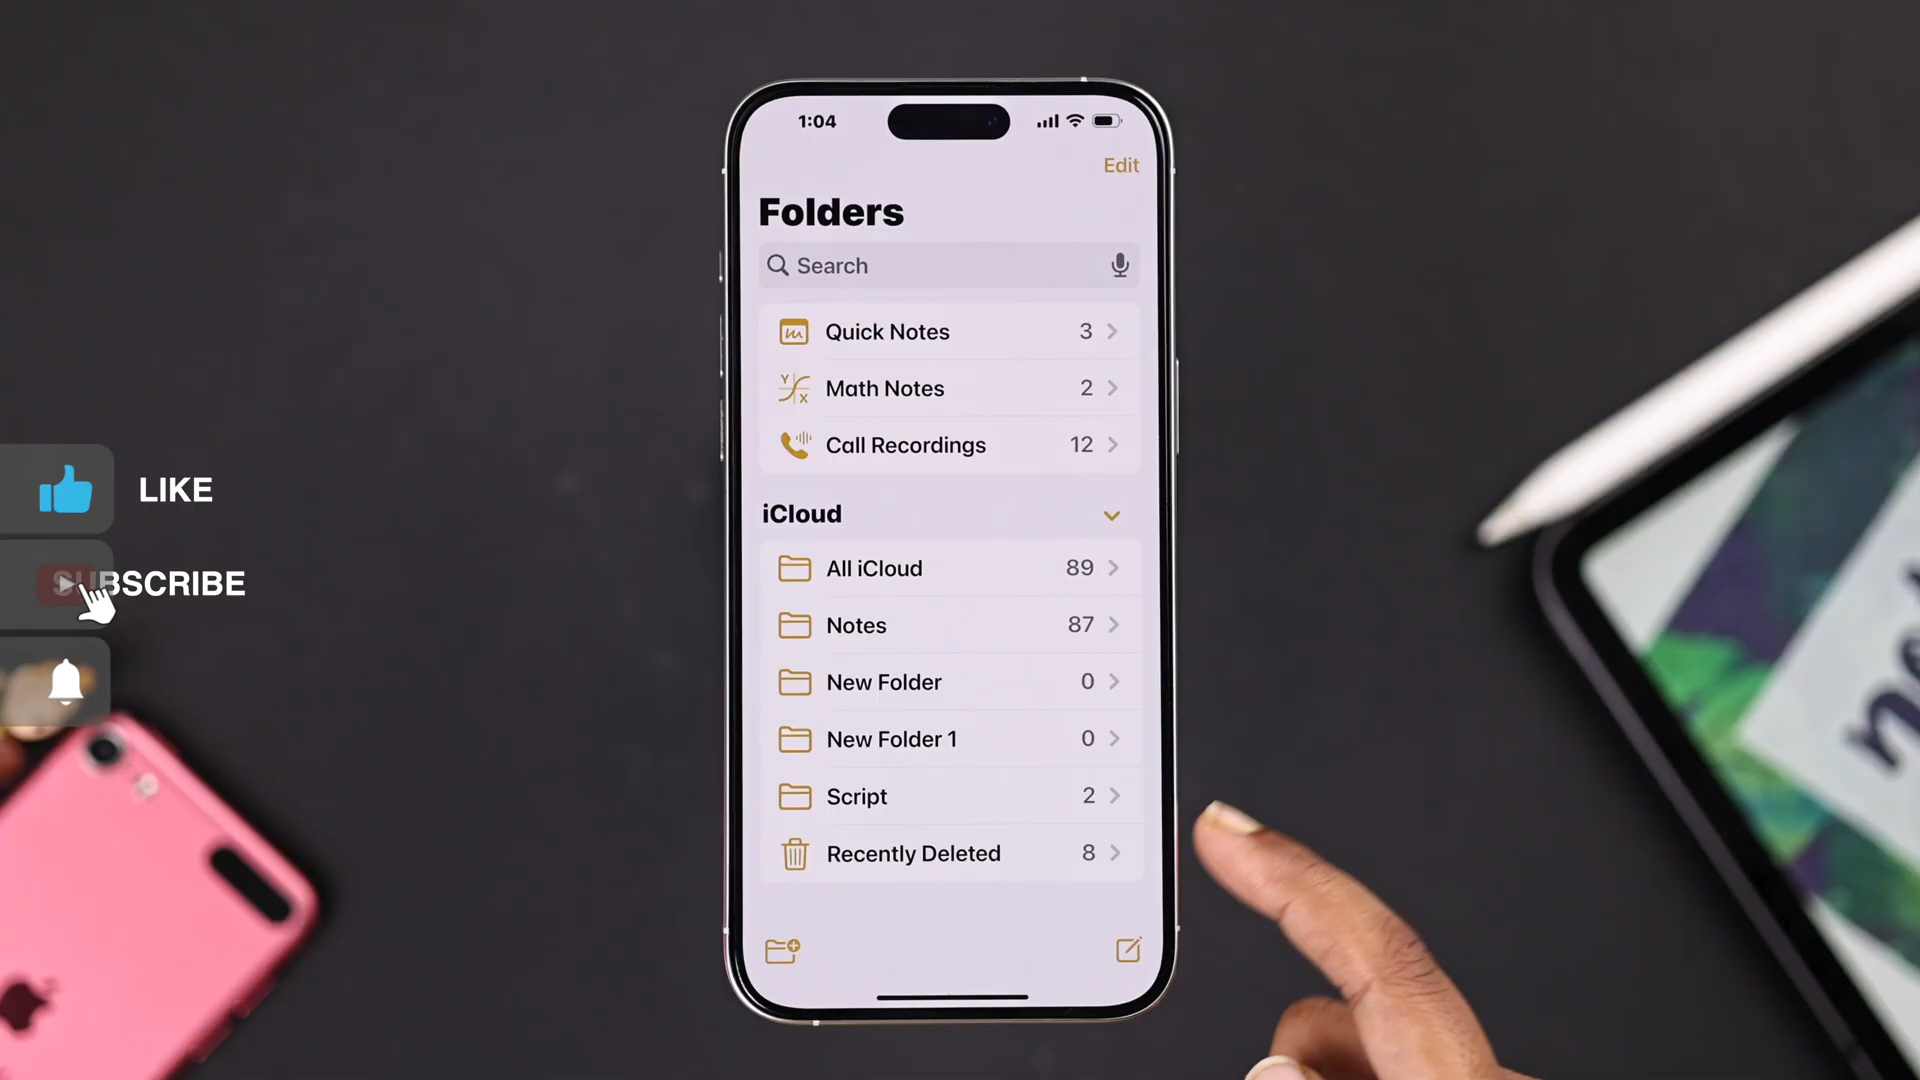 1:04
Edit
Folders
Search
Quick Notes 3
Math Notes 2
Call Recordings 12
iCloud
All iCloud 89
Notes 87
New Folder 0
New Folder 1 0
Script 2
Recently Deleted 8
LIKE
SUBSCRIBE